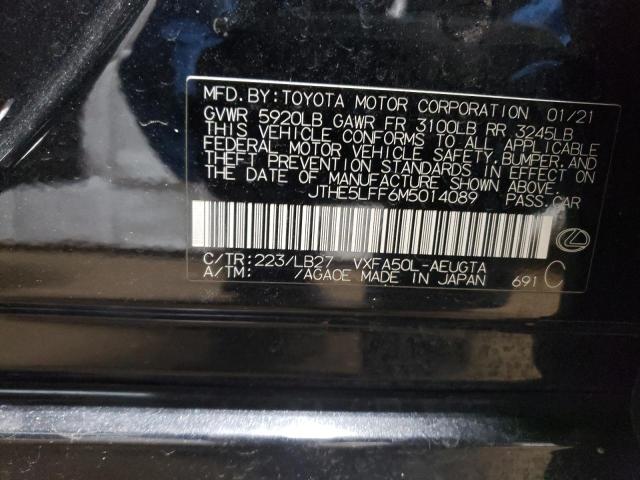 MFD. BY: TOYOTA MOTOR CORPORATION 01/21
GVWR 5920LB GAWR FR 3100LB RR 3245LB
THIS VEHICLE CONFORMS TO ALL APPLICABLE
FEDERAL MOTOR VEHICLE SAFETY, BUMPER, AND
THEFT PREVENTION STANDARDS IN EFFECT ON
THE DATE OF MANUFACTURE SHOWN ABOVE.
JTHE5LFF6M5014089 PASS. CAR
C/TR: 223/LB27 VXFA50L-AEUGTA
A/TM: /AGA0E MADE IN JAPAN 691 C